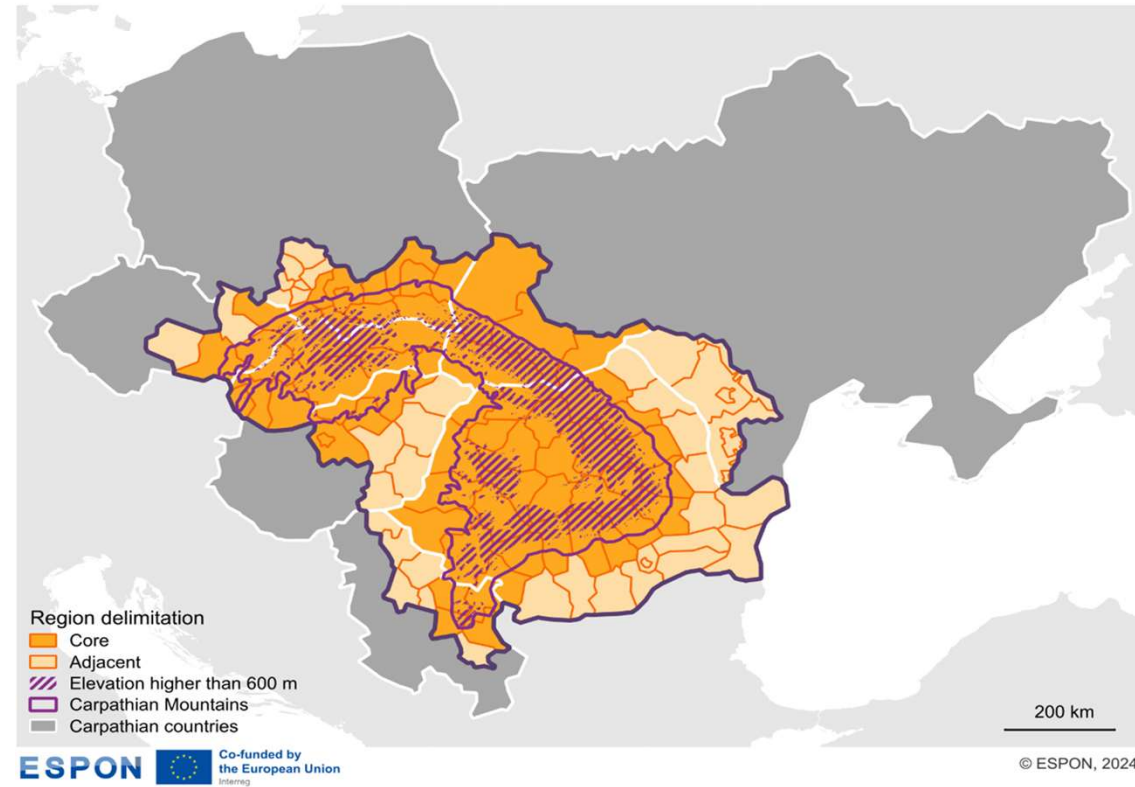 Region delimitation
Core
Adjacent
Elevation higher than 600 m
Carpathian Mountains
Carpathian countries
200 km
ESPON
Co-funded by
the European Union
Interreg
© ESPON, 2024